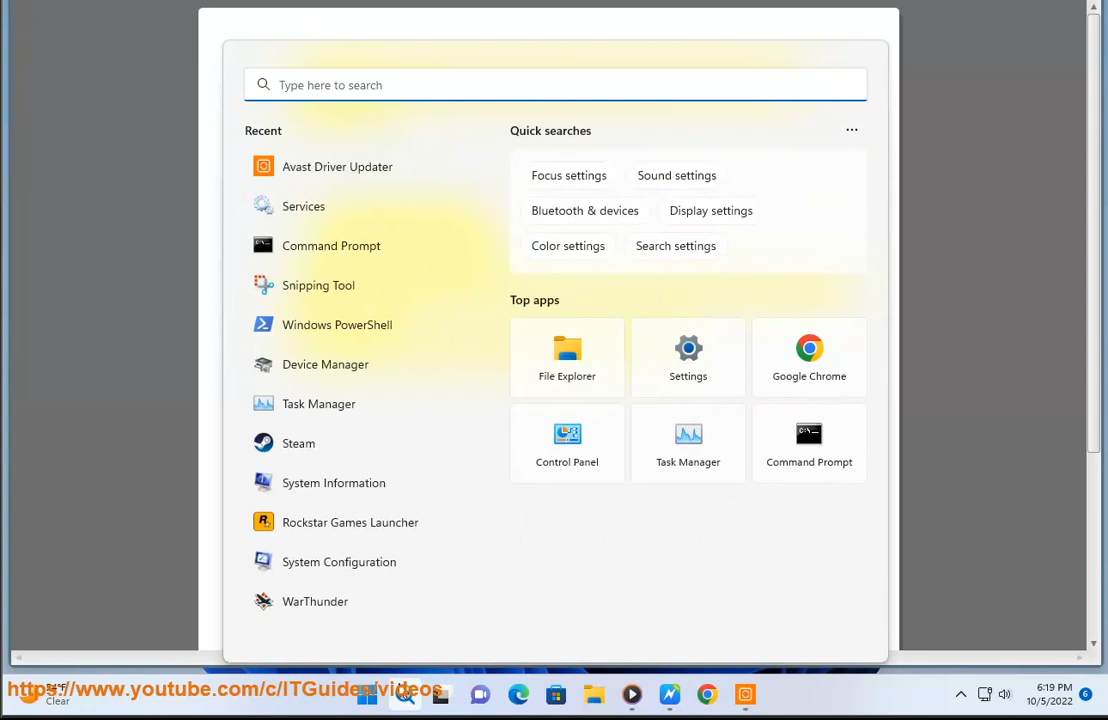 Type here to search
Recent
Quick searches
...
Avast Driver Updater
Focus settings
Sound settings
Services
Bluetooth & devices
Display settings
Command Prompt
Color settings
Search settings
Snipping Tool
Top apps
Windows PowerShell
Device Manager
File Explorer
Settings
Google Chrome
Task Manager
Steam
Control Panel
Task Manager
Command Prompt
System Information
Rockstar Games Launcher
System Configuration
WarThunder
https://www.youtube.com/c/ITGuides/videos
Clear
6:19 PM
10/5/2022
6